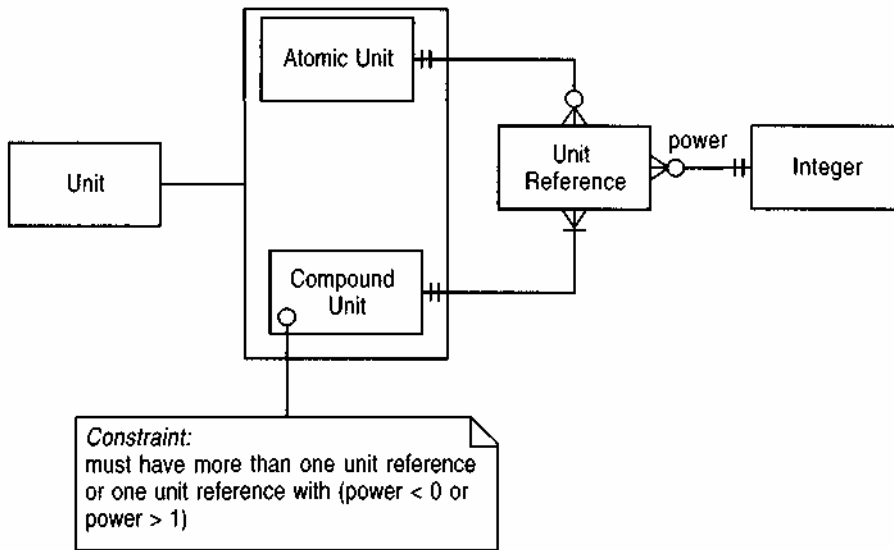 Atomic Unit
power
Unit
Reference
Integer
Unit
Compound
Unit
Constraint:
must have more than one unit reference
or one unit reference with (power < 0 or
power > 1)